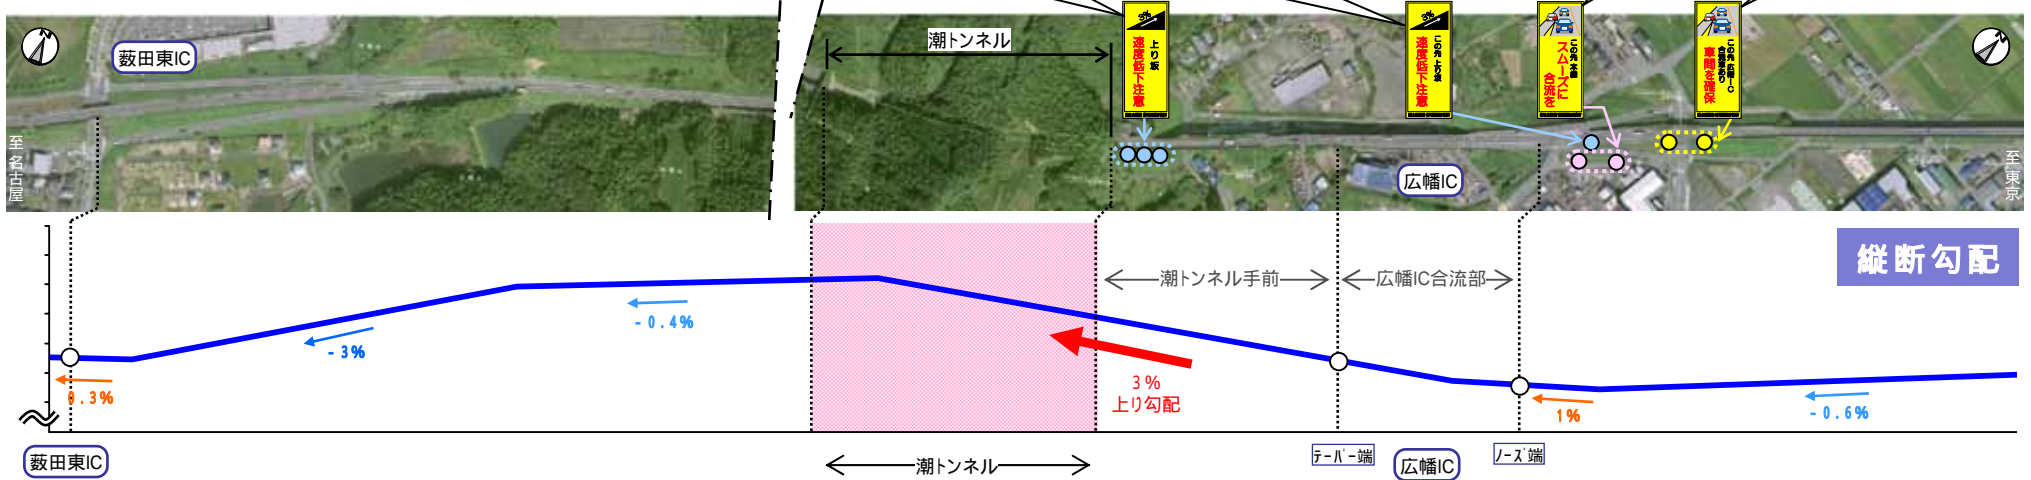 薮田東IC
潮トンネル
3%
上り坂
速度低下注意
3%
この先 上り坂
速度低下注意
この先 本線
スムーズに
合流を
この先 広幡IC
合流車あり
車間を確保
至名古屋
広幡IC
至東京
縦断勾配
潮トンネル手前
広幡IC合流部
-0.4%
-3%
0.3%
3%
上り勾配
1%
-0.6%
薮田東IC
潮トンネル
テーパー端
広幡IC
ノーズ端